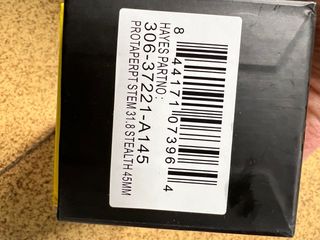 HAYES PARTNO:
306-37221-A145
PROTAPERPT STEM 31.8 STEALTH 45MM
8 44171 07396 4